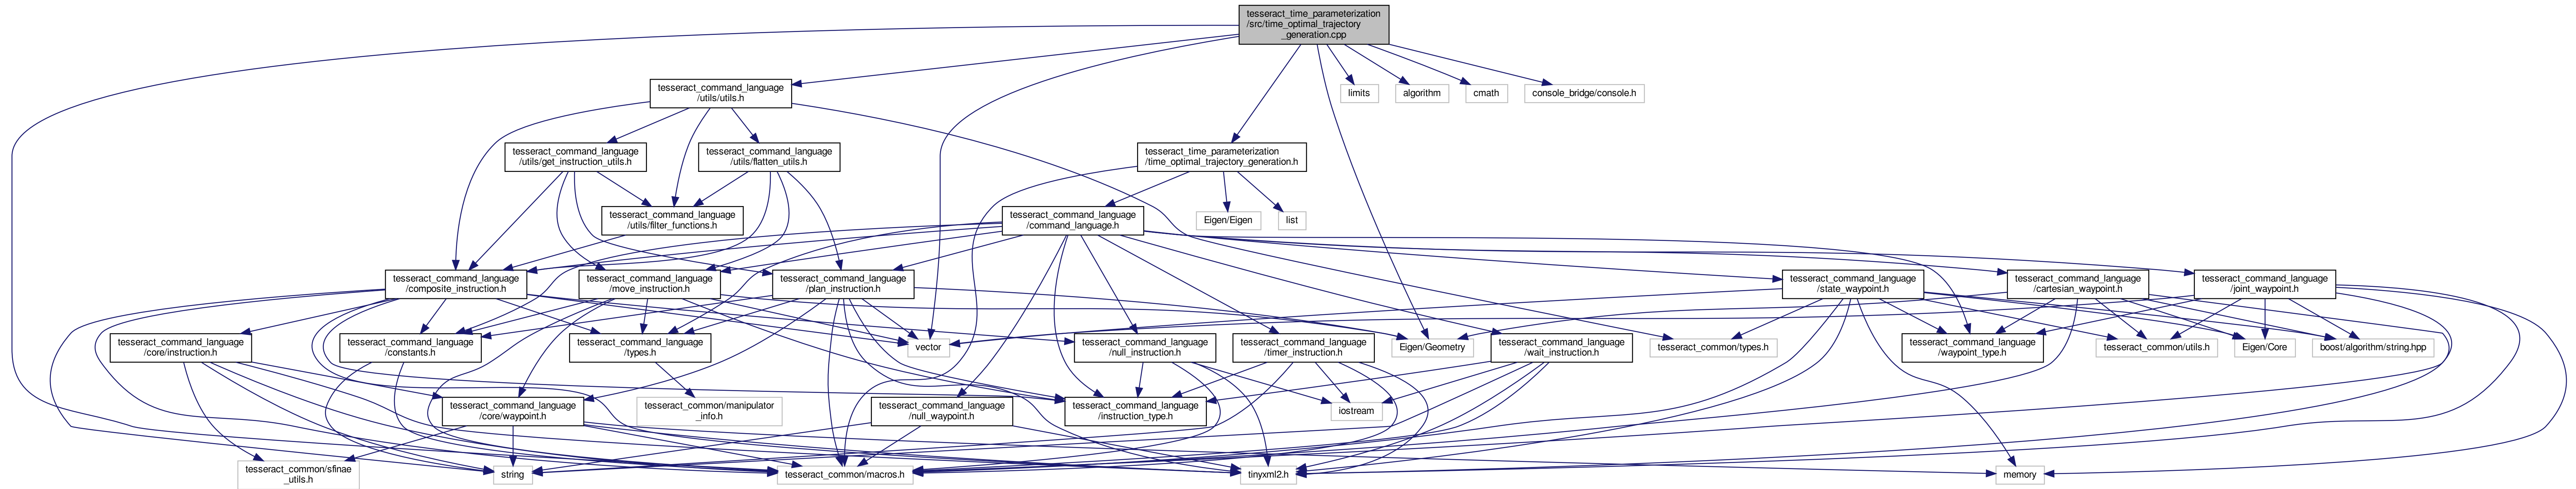 tesseract_time_parameterization
/src/time_optimal_trajectory
_generation.cpp
tesseract_command_language
/utils/utils.h
limits
algorithm
cmath
console_bridge/console.h
tesseract_command_language
/utils/get_instruction_utils.h
tesseract_command_language
/utils/flatten_utils.h
tesseract_time_parameterization
/time_optimal_trajectory_generation.h
tesseract_command_language
/utils/filter_functions.h
tesseract_command_language
/command_language.h
Eigen/Eigen
list
tesseract_command_language
/composite_instruction.h
tesseract_command_language
/move_instruction.h
tesseract_command_language
/plan_instruction.h
tesseract_command_language
/state_waypoint.h
tesseract_command_language
/cartesian_waypoint.h
tesseract_command_language
/joint_waypoint.h
tesseract_command_language
/core/instruction.h
tesseract_command_language
/constants.h
tesseract_command_language
/types.h
vector
tesseract_command_language
/null_instruction.h
tesseract_command_language
/timer_instruction.h
Eigen/Geometry
tesseract_command_language
/wait_instruction.h
tesseract_common/types.h
tesseract_command_language
/waypoint_type.h
tesseract_common/utils.h
Eigen/Core
boost/algorithm/string.hpp
tesseract_command_language
/core/waypoint.h
tesseract_common/manipulator
_info.h
tesseract_command_language
/null_waypoint.h
tesseract_command_language
/instruction_type.h
iostream
tesseract_common/sfinae
_utils.h
string
tesseract_common/macros.h
tinyxml2.h
memory